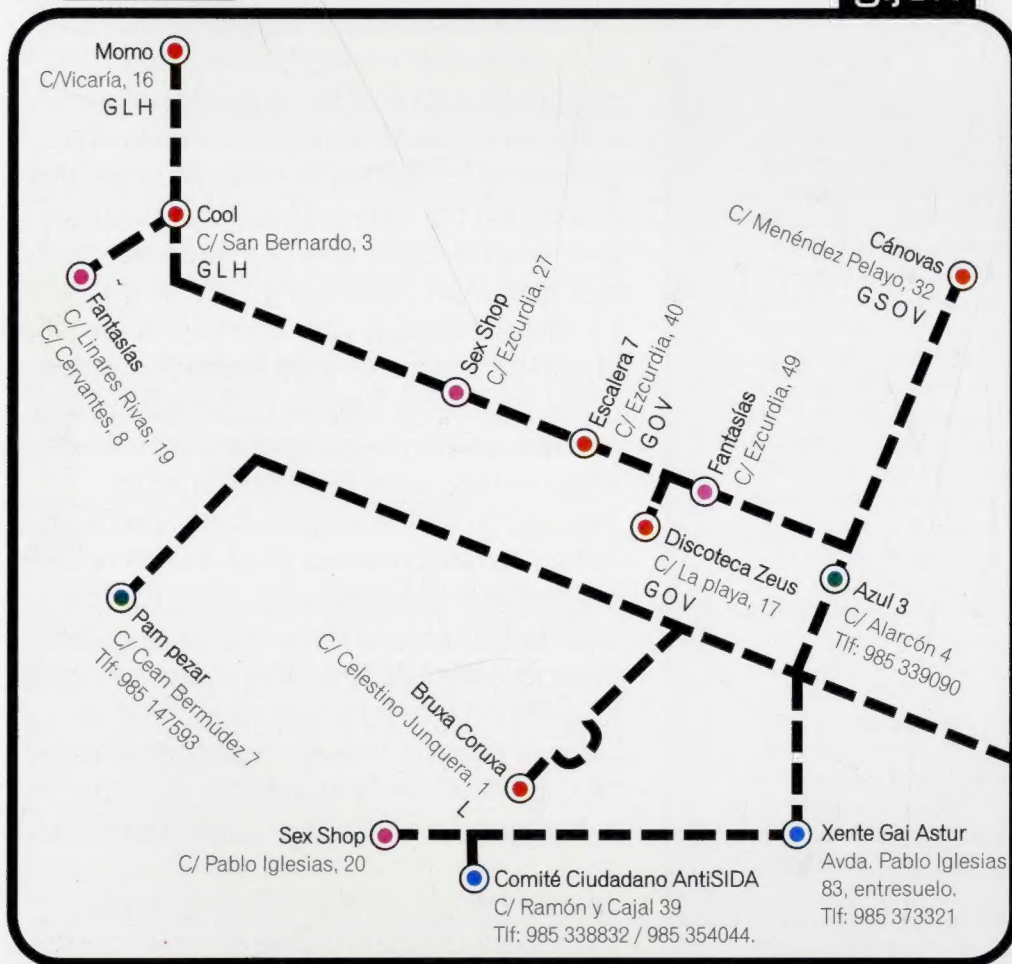 Momo
C/Vicaría, 16
GLH
Cool
C/ San Bernardo, 3
GLH
Fantasías
C/ Linares Rivas, 19
C/ Cervantes, 8
Sex Shop
C/ Ezcurdia, 27
Escalera 7
C/ Ezcurdia, 40
GOV
Fantasías
C/ Ezcurdia, 49
Cánovas
C/ Menéndez Pelayo, 32
GSOV
Discoteca Zeus
C/ La playa, 17
GOV
Azul 3
C/ Alarcón 4
Tlf: 985 339090
Pam pezar
C/ Cean Bermúdez 7
Tlf: 985 147593
Bruxa Coruxa
C/ Celestino Junquera, 1
L
Sex Shop
C/ Pablo Iglesias, 20
Comité Ciudadano AntiSIDA
C/ Ramón y Cajal 39
Tlf: 985 338832 / 985 354044.
Xente Gai Astur
Avda. Pablo Iglesias
83, entresuelo.
Tlf: 985 373321